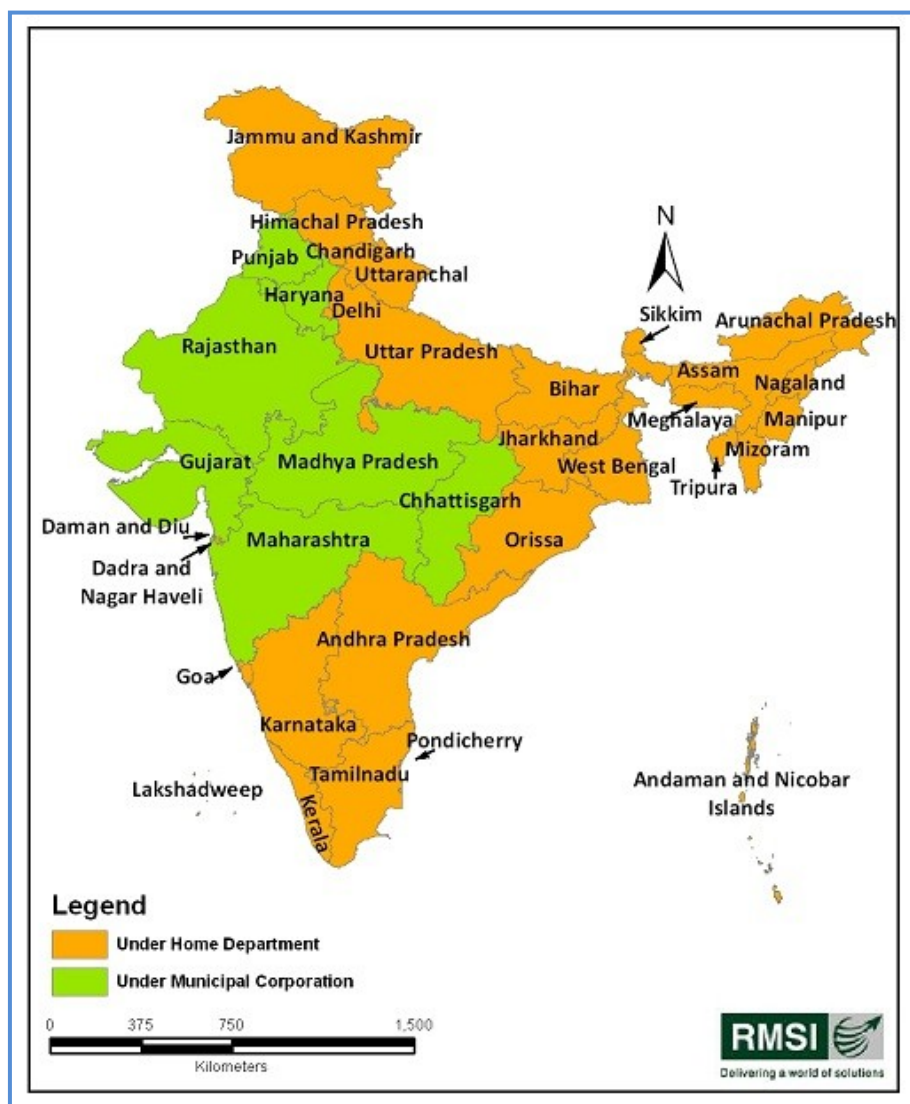 Jammu and Kashmir
N
Himachal Pradesh
Chandigarh
Punjab
Uttaranchal
Haryana
Delhi
Sikkim
Arunachal Pradesh
Rajasthan
Uttar Pradesh
Assam
Bihar
Nagaland
Meghalaya
Manipur
Jharkhand
Mizoram
Gujarat
Madhya Pradesh
West Bengal
Tripura
Chhattisgarh
Daman and Diu
Maharashtra
Orissa
Dadra and
Nagar Haveli
Andhra Pradesh
Goa
Karnataka
Pondicherry
Tamilnadu
Lakshadweep
Andaman and Nicobar
Islands
Kerala
Legend
Under Home Department
Under Municipal Corporation
0 375 750 1,500
Kilometers
RMSI
Delivering a world of solutions